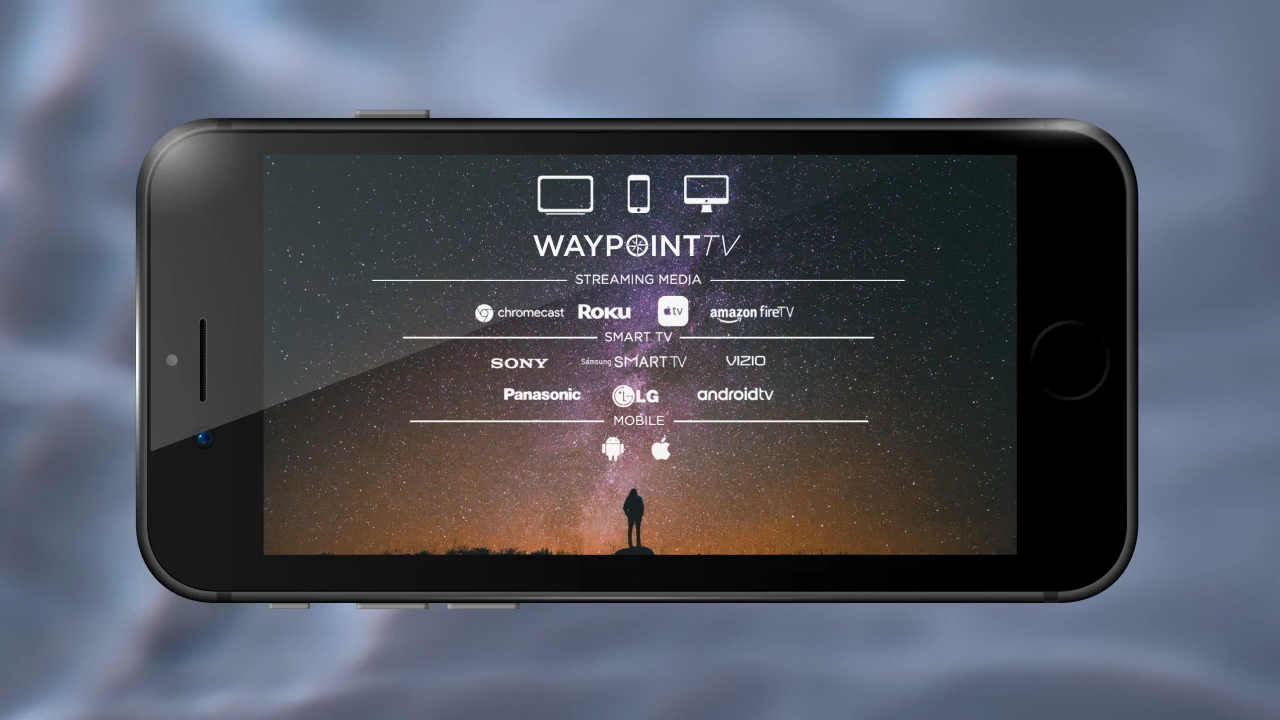 WAYPOINTTV
STREAMING MEDIA
chromecast Roku tv amazon fireTV
SMART TV
SONY Samsung SMART TV VIZIO
Panasonic LG androidtv
MOBILE